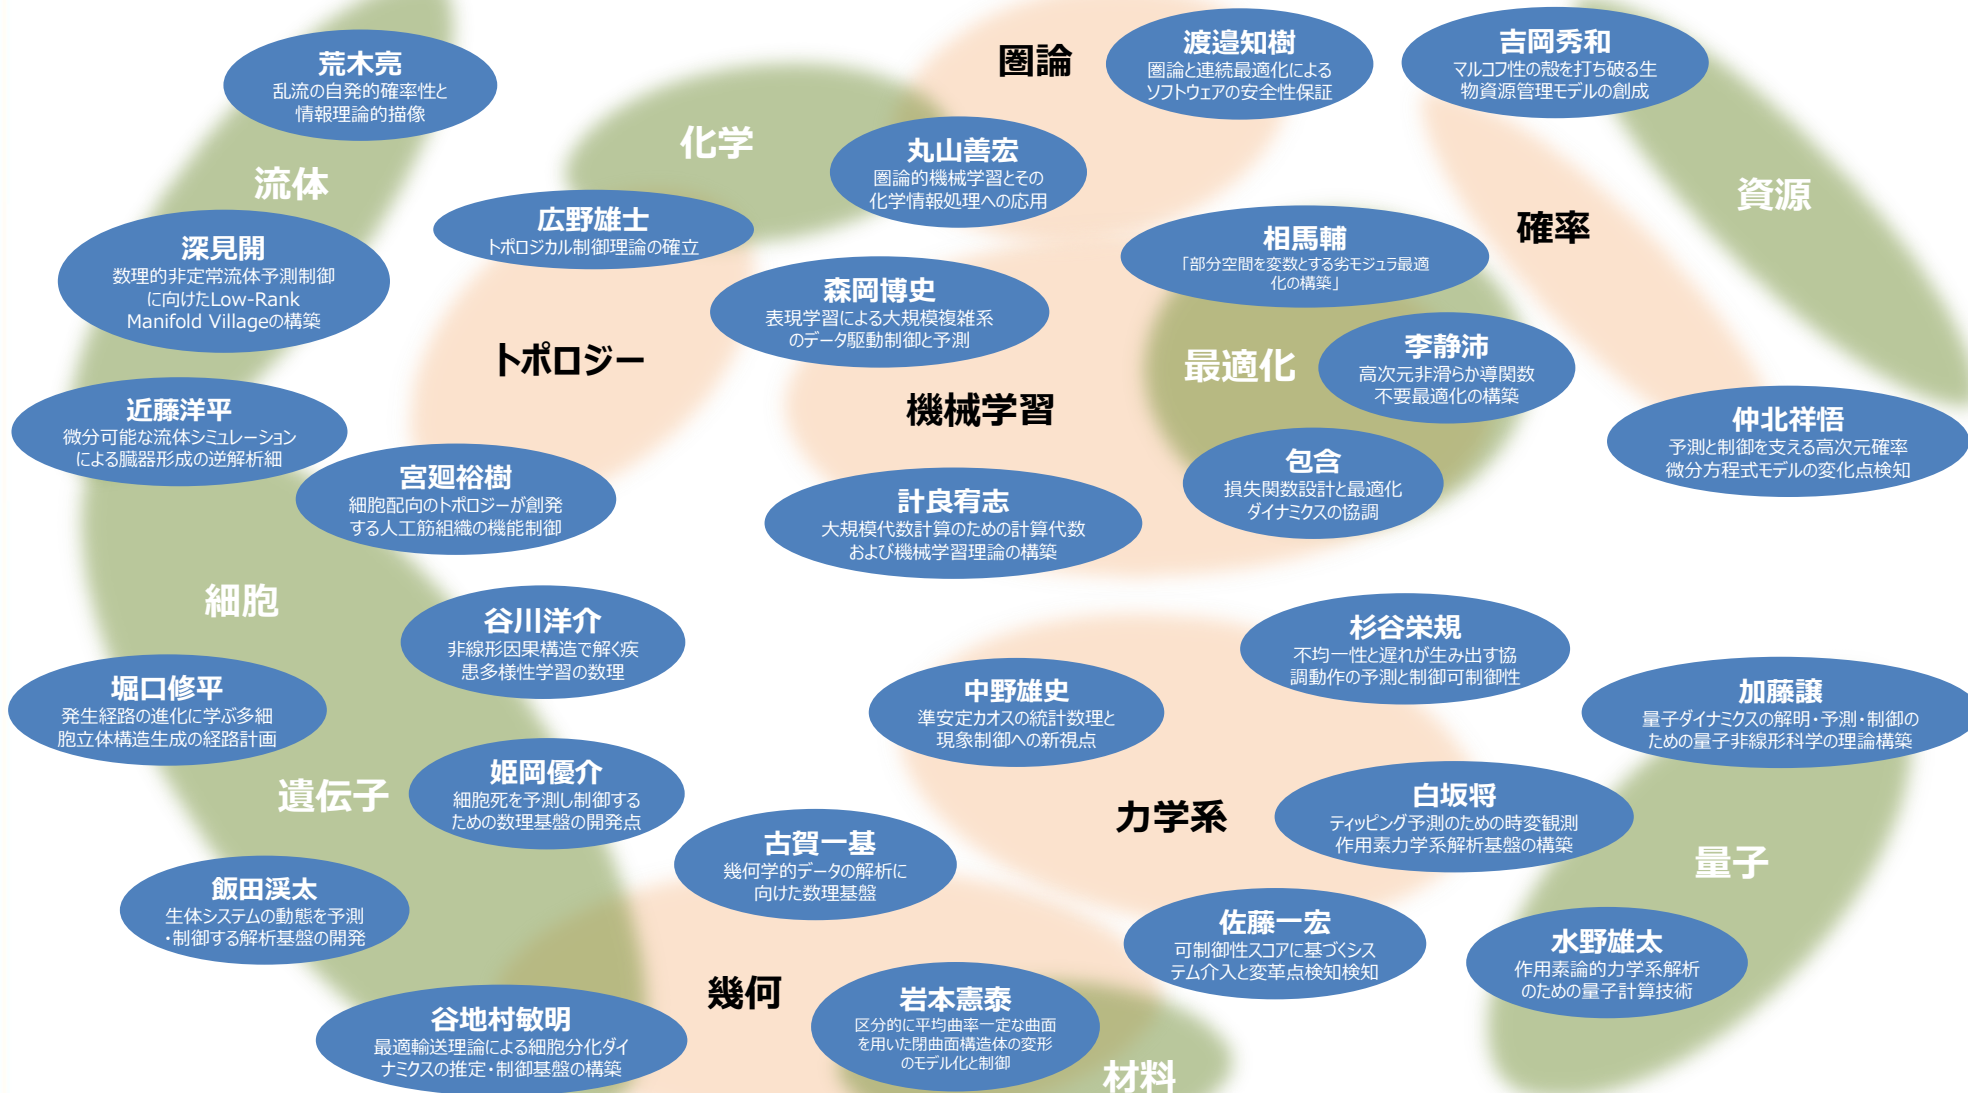 荒木亮
乱流の自発的確率性と
情報理論的描像
圏論
渡邉知樹
圏論と連続最適化による
ソフトウェアの安全性保証
吉岡秀和
マルコフ性の殻を打ち破る生
物資源管理モデルの創成
化学
丸山善宏
圏論的機械学習とその
化学情報処理への応用
流体
資源
広野雄士
トポロジカル制御理論の確立
確率
深見開
数理的非定常流体予測制御
に向けたLow-Rank
Manifold Villageの構築
相馬輔
「部分空間を変数とする劣モジュラ最適
化の構築」
森岡博史
表現学習による大規模複雑系
のデータ駆動制御と予測
トポロジー
最適化
李静沛
高次元非滑らか導関数
不要最適化の構築
機械学習
近藤洋平
微分可能な流体シミュレーション
による臓器形成の逆解析細
仲北祥悟
予測と制御を支える高次元確率
微分方程式モデルの変化点検知
宮廻裕樹
細胞配向のトポロジーが創発
する人工筋組織の機能制御
包含
損失関数設計と最適化
ダイナミクスの協調
計良宥志
大規模代数計算のための計算代数
および機械学習理論の構築
細胞
谷川洋介
非線形因果構造で解く疾
患多様性学習の数理
杉谷栄規
不均一性と遅れが生み出す協
調動作の予測と制御可制御性
堀口修平
発生経路の進化に学ぶ多細
胞立体構造生成の経路計画
中野雄史
準安定カオスの統計数理と
現象制御への新視点
加藤譲
量子ダイナミクスの解明・予測・制御の
ための量子非線形科学の理論構築
遺伝子
姫岡優介
細胞死を予測し制御する
ための数理基盤の開発点
力学系
白坂将
ティッピング予測のための時変観測
作用素力学系解析基盤の構築
古賀一基
幾何学的データの解析に
向けた数理基盤
量子
飯田渓太
生体システムの動態を予測
・制御する解析基盤の開発
佐藤一宏
可制御性スコアに基づくシス
テム介入と変革点検知検知
水野雄太
作用素論的力学系解析
のための量子計算技術
幾何
岩本憲泰
区分的に平均曲率一定な曲面
を用いた閉曲面構造体の変形
のモデル化と制御
谷地村敏明
最適輸送理論による細胞分化ダイ
ナミクスの推定・制御基盤の構築
材料